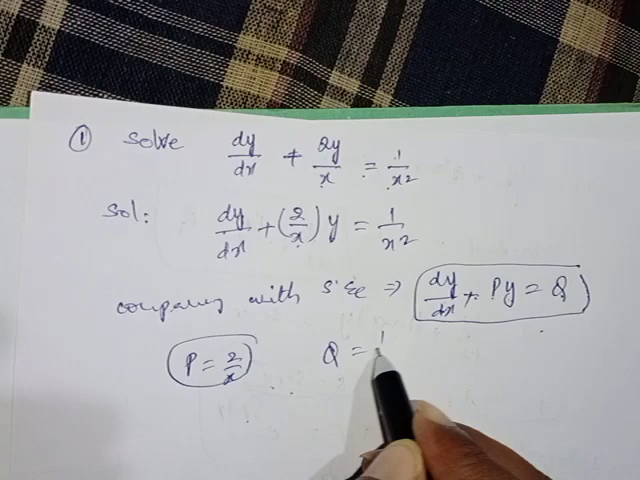 ① Solve dy/dx + 2y/x = 1/x²
Sol: dy/dx + (2/x) y = 1/x²
with ⇒ dy/dx + Py = Q
P = 2/x Q = 1